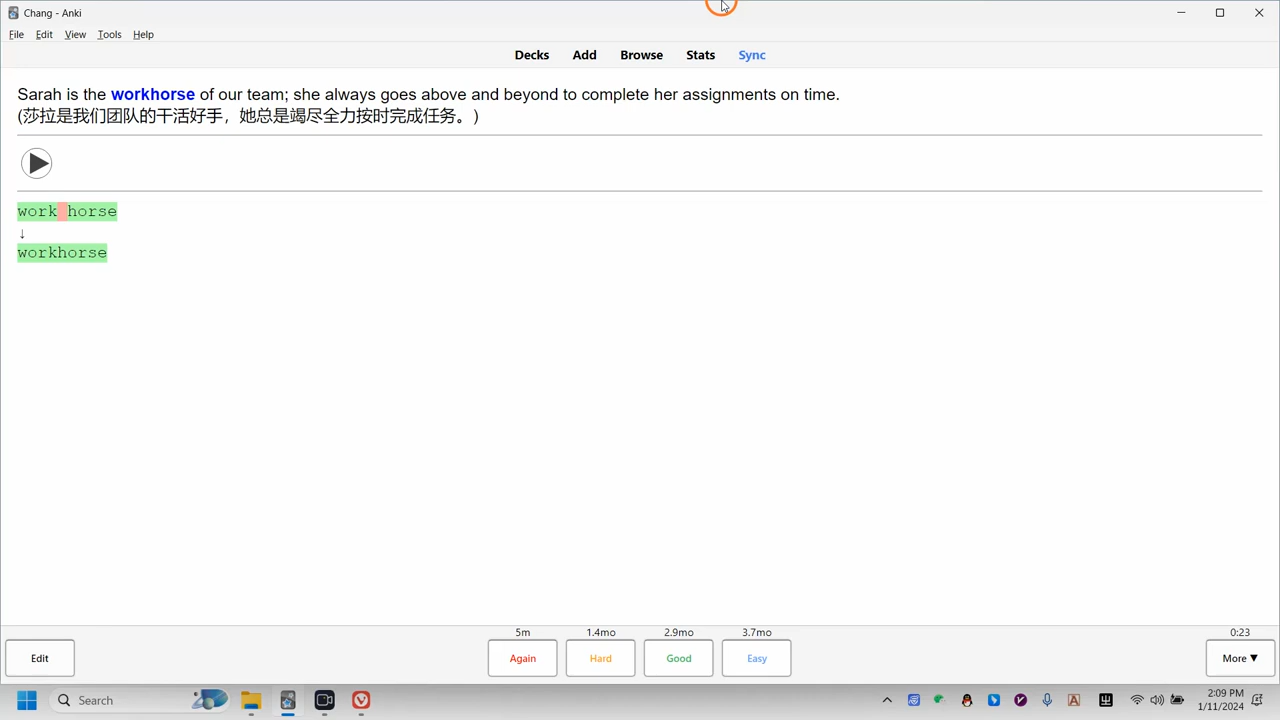 Chang - Anki
File Edit View Tools Help
Decks Add Browse Stats Sync
Sarah is the workhorse of our team; she always goes above and beyond to complete her assignments on time.
(莎拉是我们团队的干活好手，她总是竭尽全力按时完成任务。)
work horse
↓
workhorse
5m 1.4mo 2.9mo 3.7mo 0:23
Edit Again Hard Good Easy More ▼
Search
2:09 PM
1/11/2024